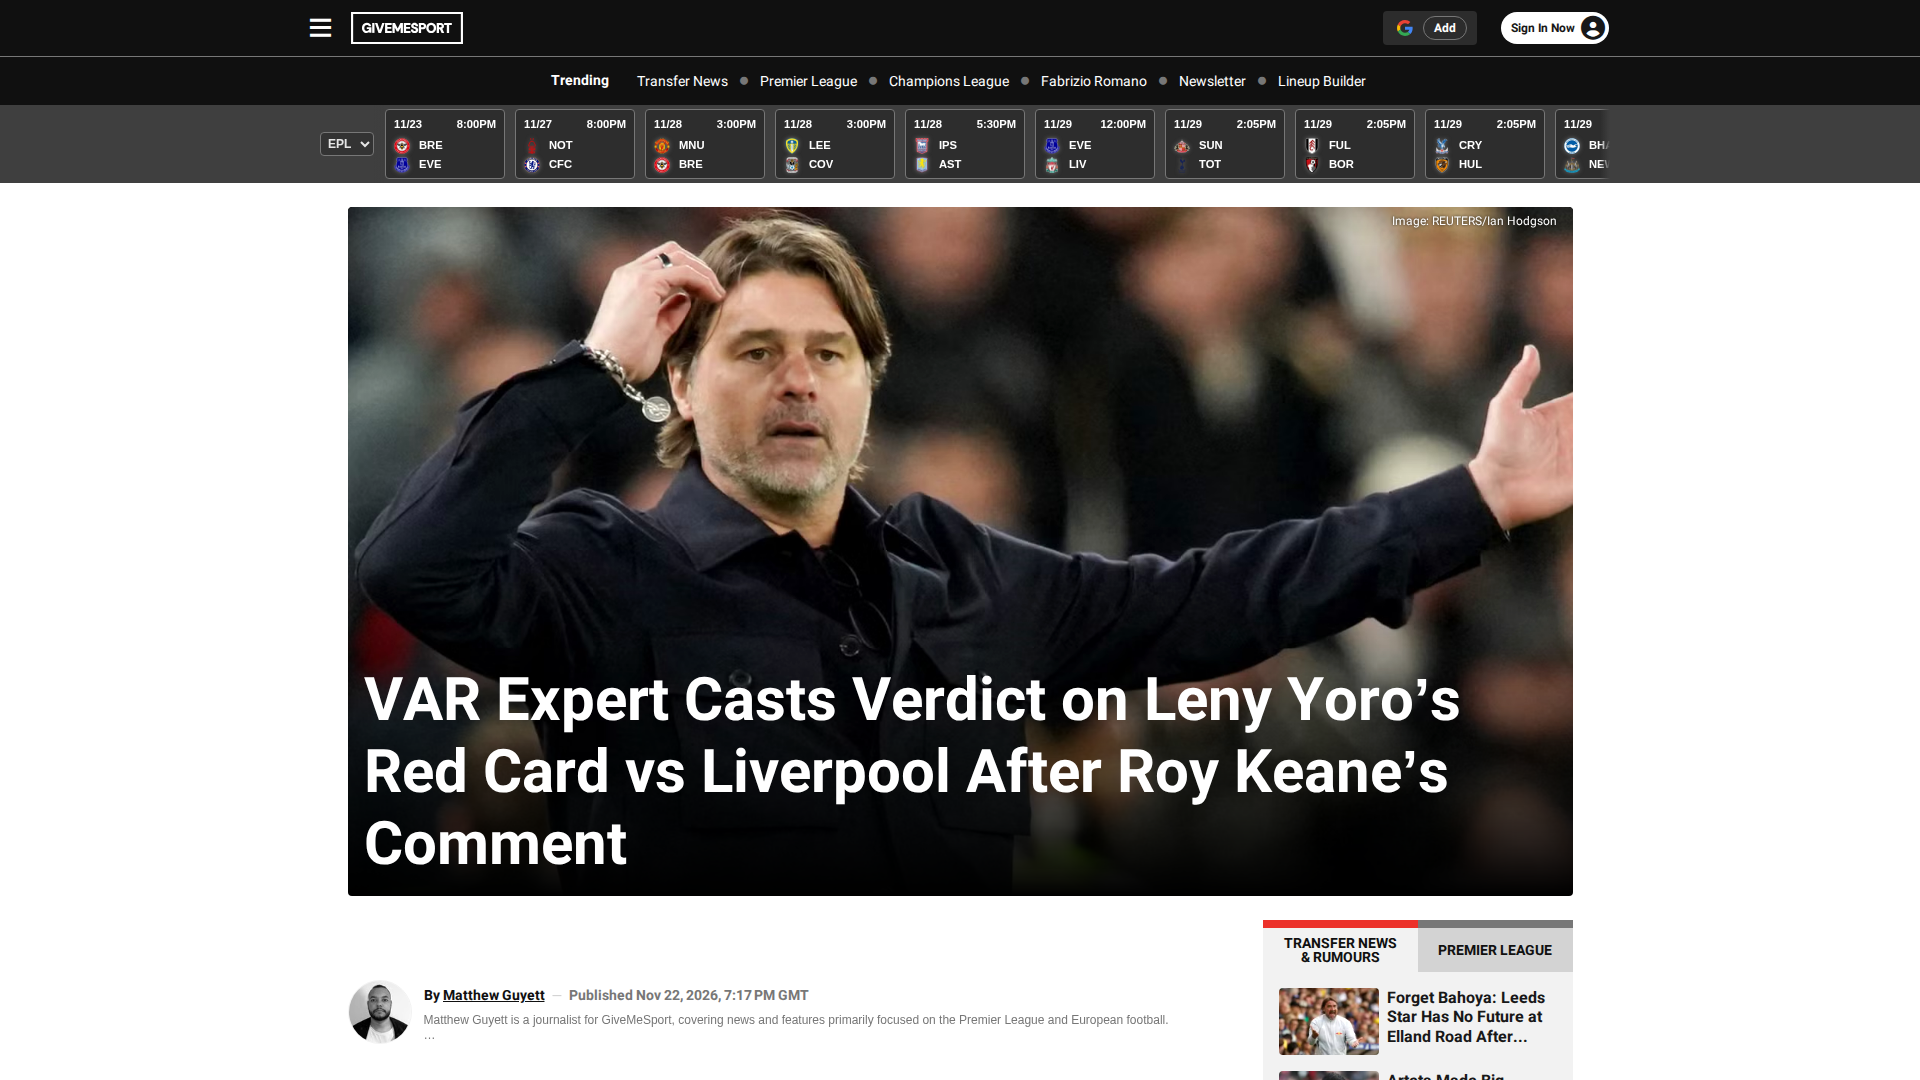 GIVEMESPORT
Add
Sign In Now
Trending
Transfer News
Premier League
Champions League
Fabrizio Romano
Newsletter
Lineup Builder
EPL
11/23 8:00PM
BRE
EVE
11/27 8:00PM
NOT
CFC
11/28 3:00PM
MNU
BRE
11/28 3:00PM
LEE
COV
11/28 5:30PM
IPS
AST
11/29 12:00PM
EVE
LIV
11/29 2:05PM
SUN
TOT
11/29 2:05PM
FUL
BOR
11/29 2:05PM
CRY
HUL
11/29
Image: REUTERS/Ian Hodgson
VAR Expert Casts Verdict on Leny Yoro’s
Red Card vs Liverpool After Roy Keane’s
Comment
TRANSFER NEWS
& RUMOURS
PREMIER LEAGUE
By Matthew Guyett — Published Nov 22, 2026, 7:17 PM GMT
Matthew Guyett is a journalist for GiveMeSport, covering news and features primarily focused on the Premier League and European football.
...
Forget Bahoya: Leeds
Star Has No Future at
Elland Road After...